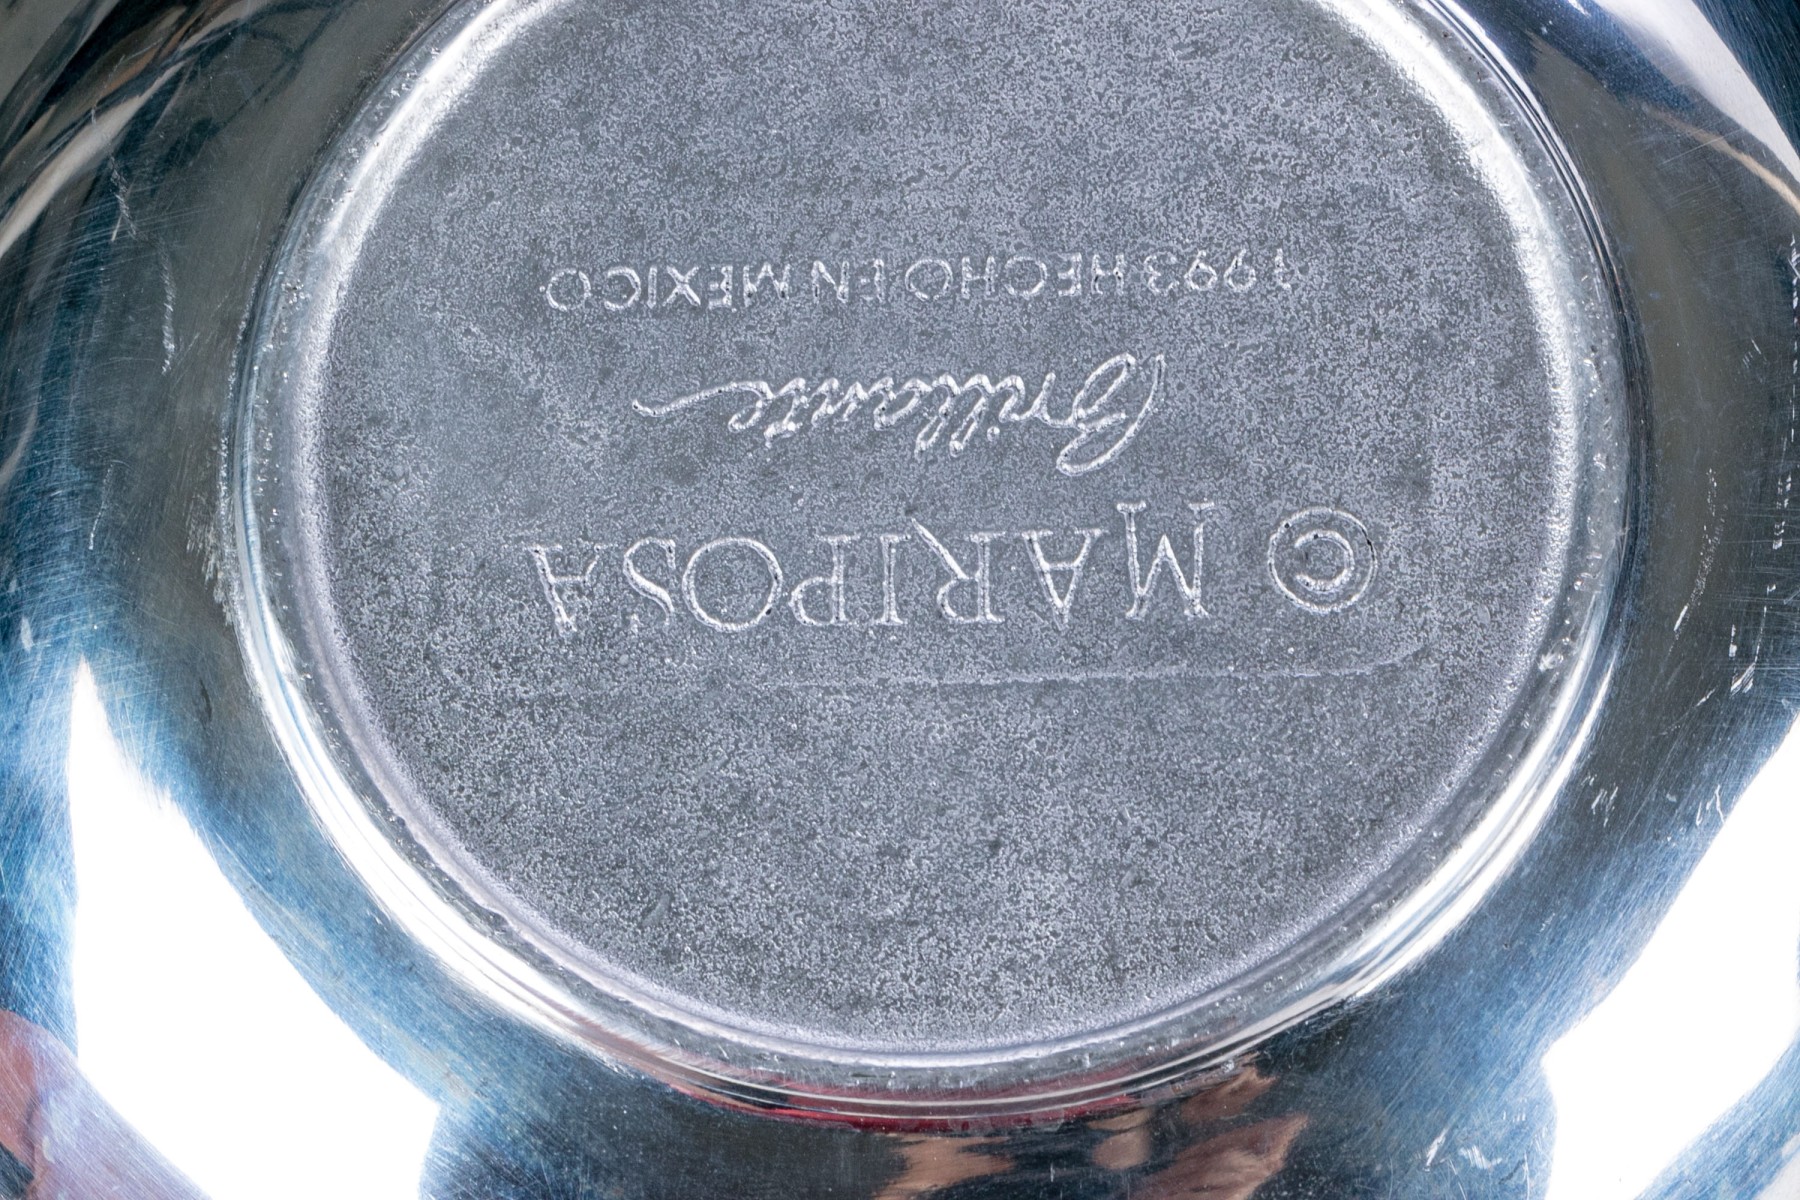 © MARIPOSA
Brillante
1993 HECHO EN MEXICO